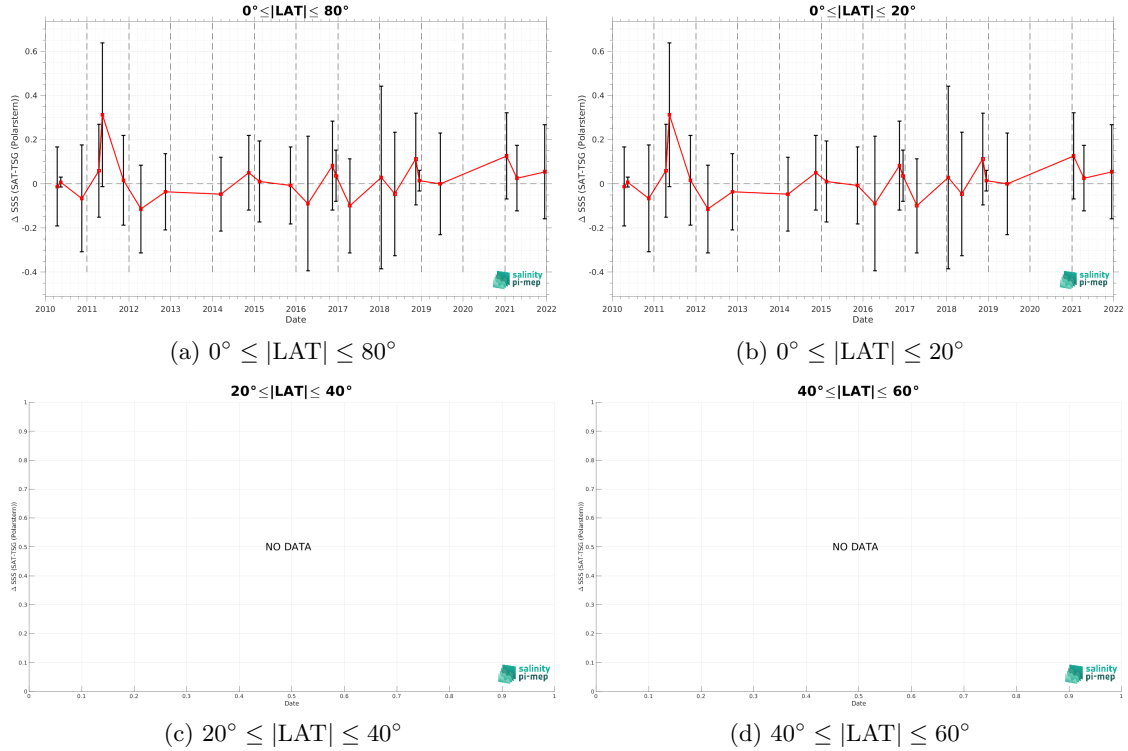 0°≤|LAT|≤ 80°
Δ SSS (SAT-TSG (Polarstern))
0.6
0.4
0.2
0
-0.2
-0.4
2010 2011 2012 2013 2014 2015 2016 2017 2018 2019 2020 2021 2022
Date
salinity
pi-mep
(a) 0° ≤ |LAT| ≤ 80°
0°≤|LAT|≤ 20°
Δ SSS (SAT-TSG (Polarstern))
0.6
0.4
0.2
0
-0.2
-0.4
2010 2011 2012 2013 2014 2015 2016 2017 2018 2019 2020 2021 2022
Date
salinity
pi-mep
(b) 0° ≤ |LAT| ≤ 20°
20°≤|LAT|≤ 40°
Δ SSS (SAT-TSG (Polarstern))
1
0.9
0.8
0.7
0.6
0.5
0.4
0.3
0.2
0.1
0
NO DATA
0 0.1 0.2 0.3 0.4 0.5 0.6 0.7 0.8 0.9 1
Date
salinity
pi-mep
(c) 20° ≤ |LAT| ≤ 40°
40°≤|LAT|≤ 60°
Δ SSS (SAT-TSG (Polarstern))
1
0.9
0.8
0.7
0.6
0.5
0.4
0.3
0.2
0.1
0
NO DATA
0 0.1 0.2 0.3 0.4 0.5 0.6 0.7 0.8 0.9 1
Date
salinity
pi-mep
(d) 40° ≤ |LAT| ≤ 60°